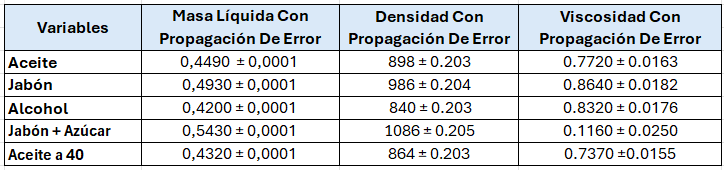 Variables
Masa Líquida Con
Propagación De Error
Densidad Con
Propagación De Error
Viscosidad Con
Propagación De Error
Aceite 0,4490 ± 0,0001 898 ± 0.203 0.7720 ± 0.0163
Jabón 0,4930 ± 0,0001 986 ± 0.204 0.8640 ± 0.0182
Alcohol 0,4200 ± 0,0001 840 ± 0.203 0.8320 ± 0.0176
Jabón + Azúcar 0,5430 ± 0,0001 1086 ± 0.205 0.1160 ± 0.0250
Aceite a 40 0,4320 ± 0,0001 864 ± 0.203 0.7370 ±0.0155